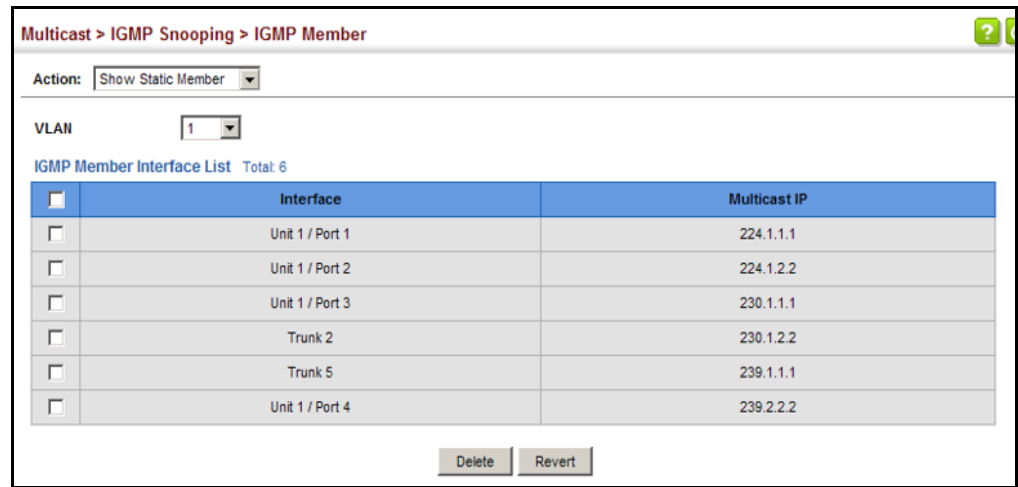 Multicast > IGMP Snooping > IGMP Member
?
Action: Show Static Member
VLAN 1
IGMP Member Interface List Total: 6
Interface Multicast IP
Unit 1 / Port 1 224.1.1.1
Unit 1 / Port 2 224.1.2.2
Unit 1 / Port 3 230.1.1.1
Trunk 2 230.1.2.2
Trunk 5 239.1.1.1
Unit 1 / Port 4 239.2.2.2
Delete Revert